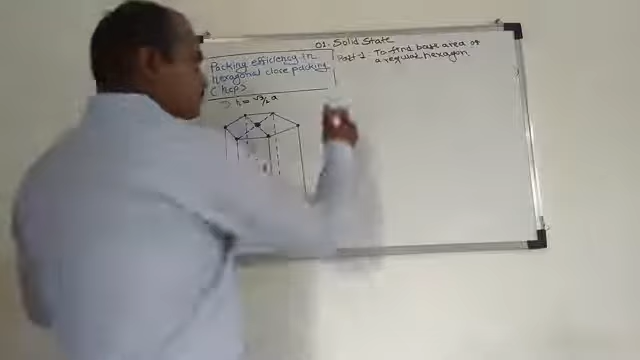 01. Solid State
Packing efficiency in
hexagonal close packing
(hcp)
Part-1 - To find base area of
a regular hexagon